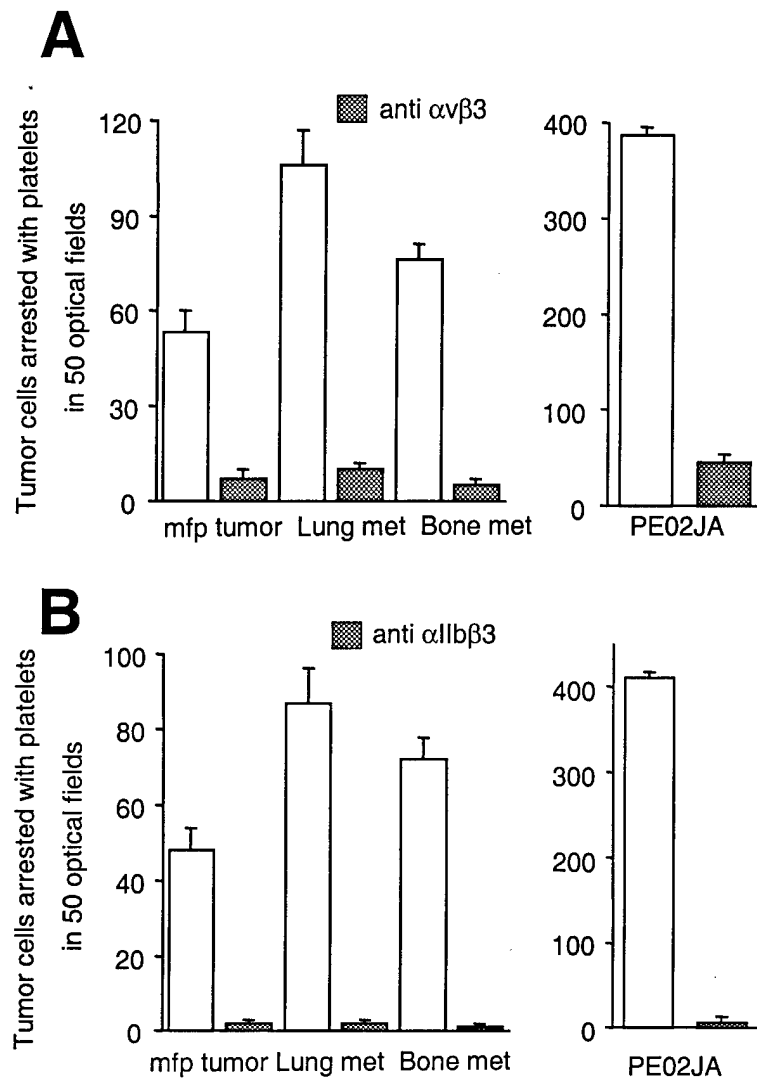 A
anti αvβ3
Tumor cells arrested with platelets
in 50 optical fields
120
90
60
30
0
mfp tumor Lung met Bone met
400
300
200
100
0
PE02JA
B
anti αIIbβ3
Tumor cells arrested with platelets
in 50 optical fields
100
80
60
40
20
0
mfp tumor Lung met Bone met
400
300
200
100
0
PE02JA